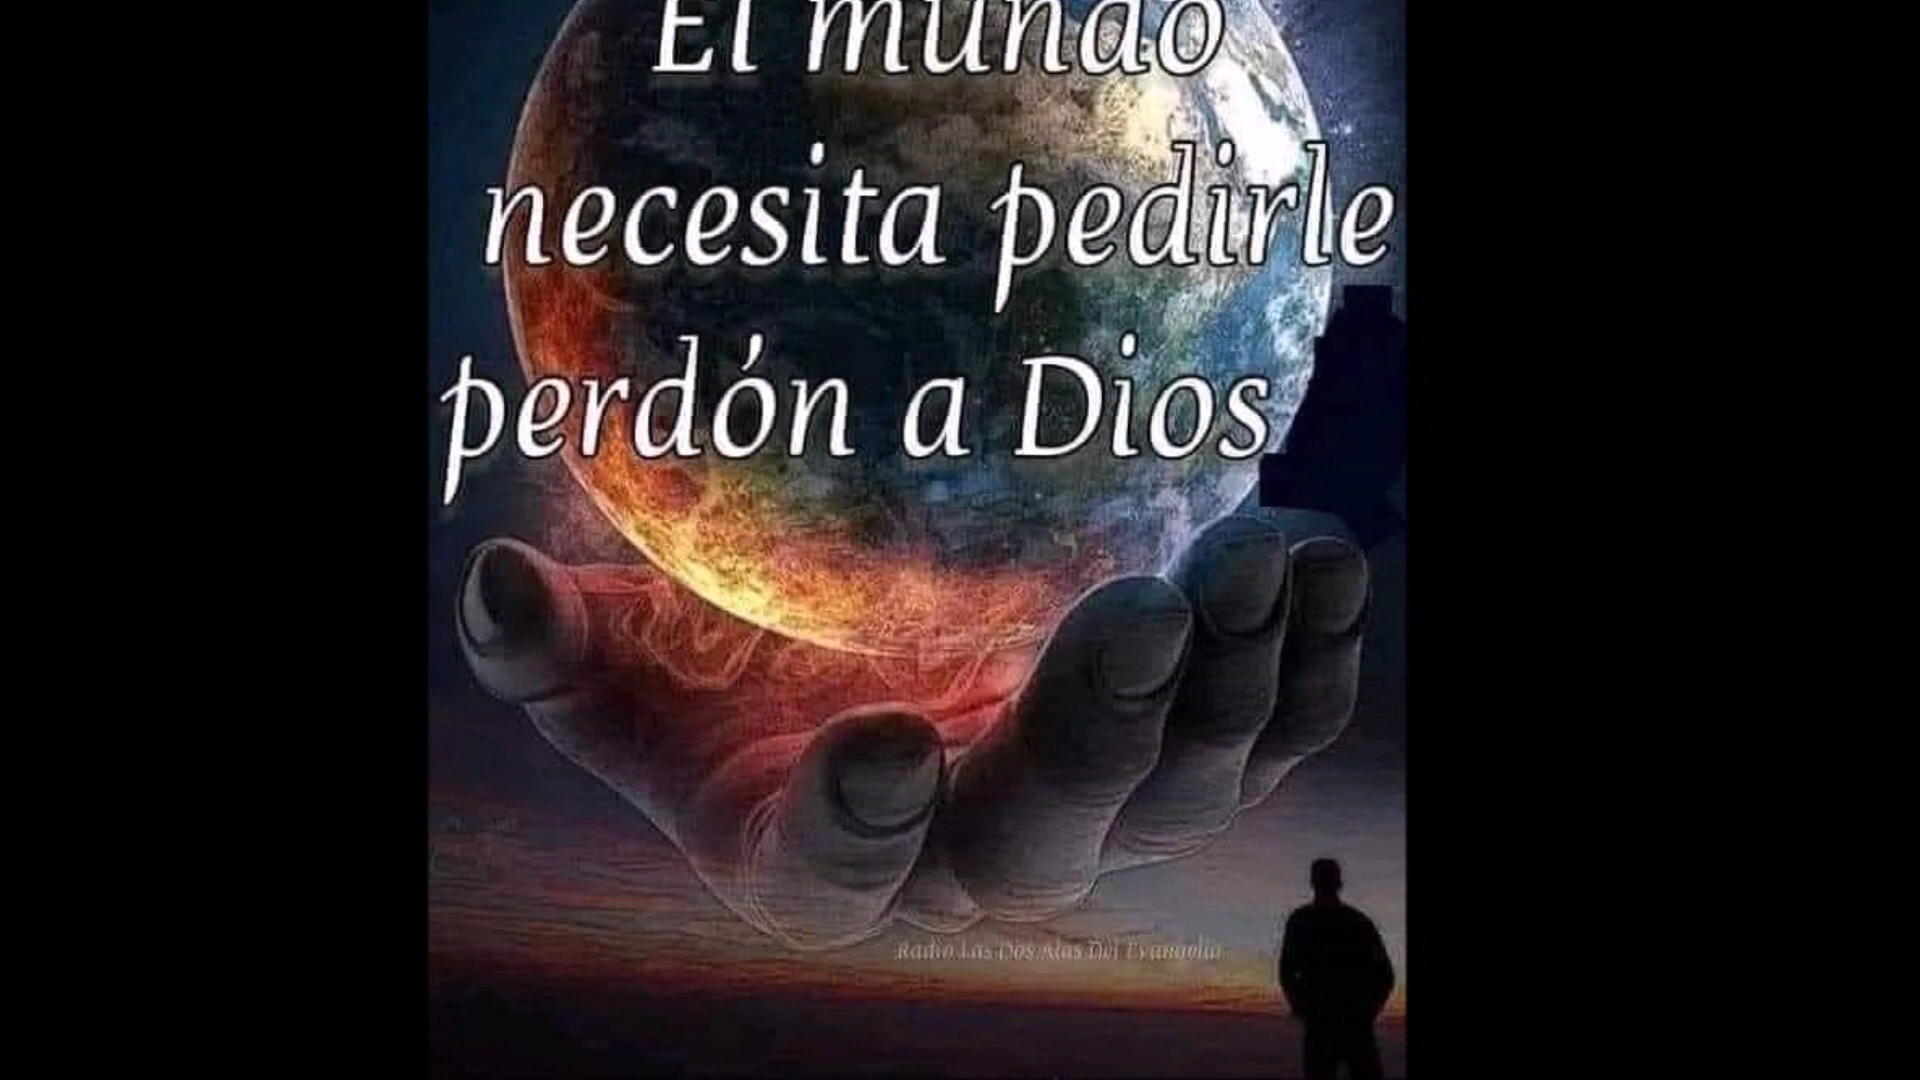 El mundo
necesita pedirle
perdón a Dios
Radio Las Dos Alas Del Evangelio